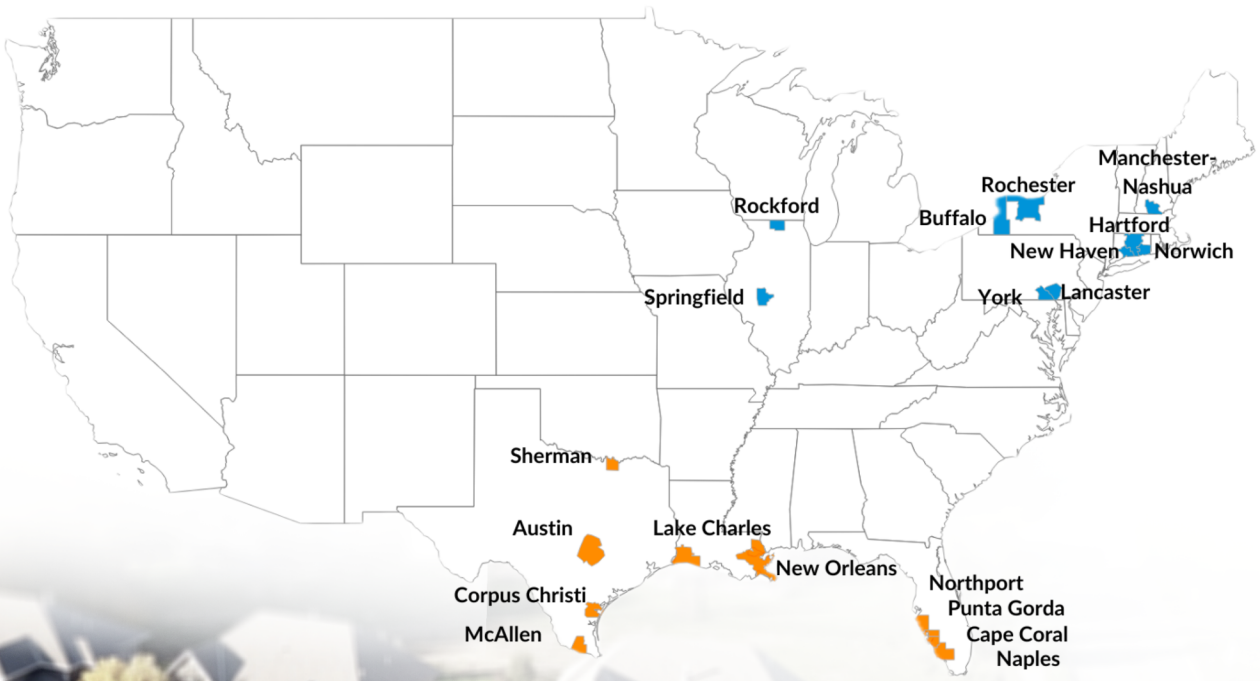 Manchester-
Nashua
Rochester
Rockford
Buffalo
Hartford
New Haven
Norwich
Springfield
York
Lancaster
Sherman
Austin
Lake Charles
New Orleans
Corpus Christi
McAllen
Northport
Punta Gorda
Cape Coral
Naples